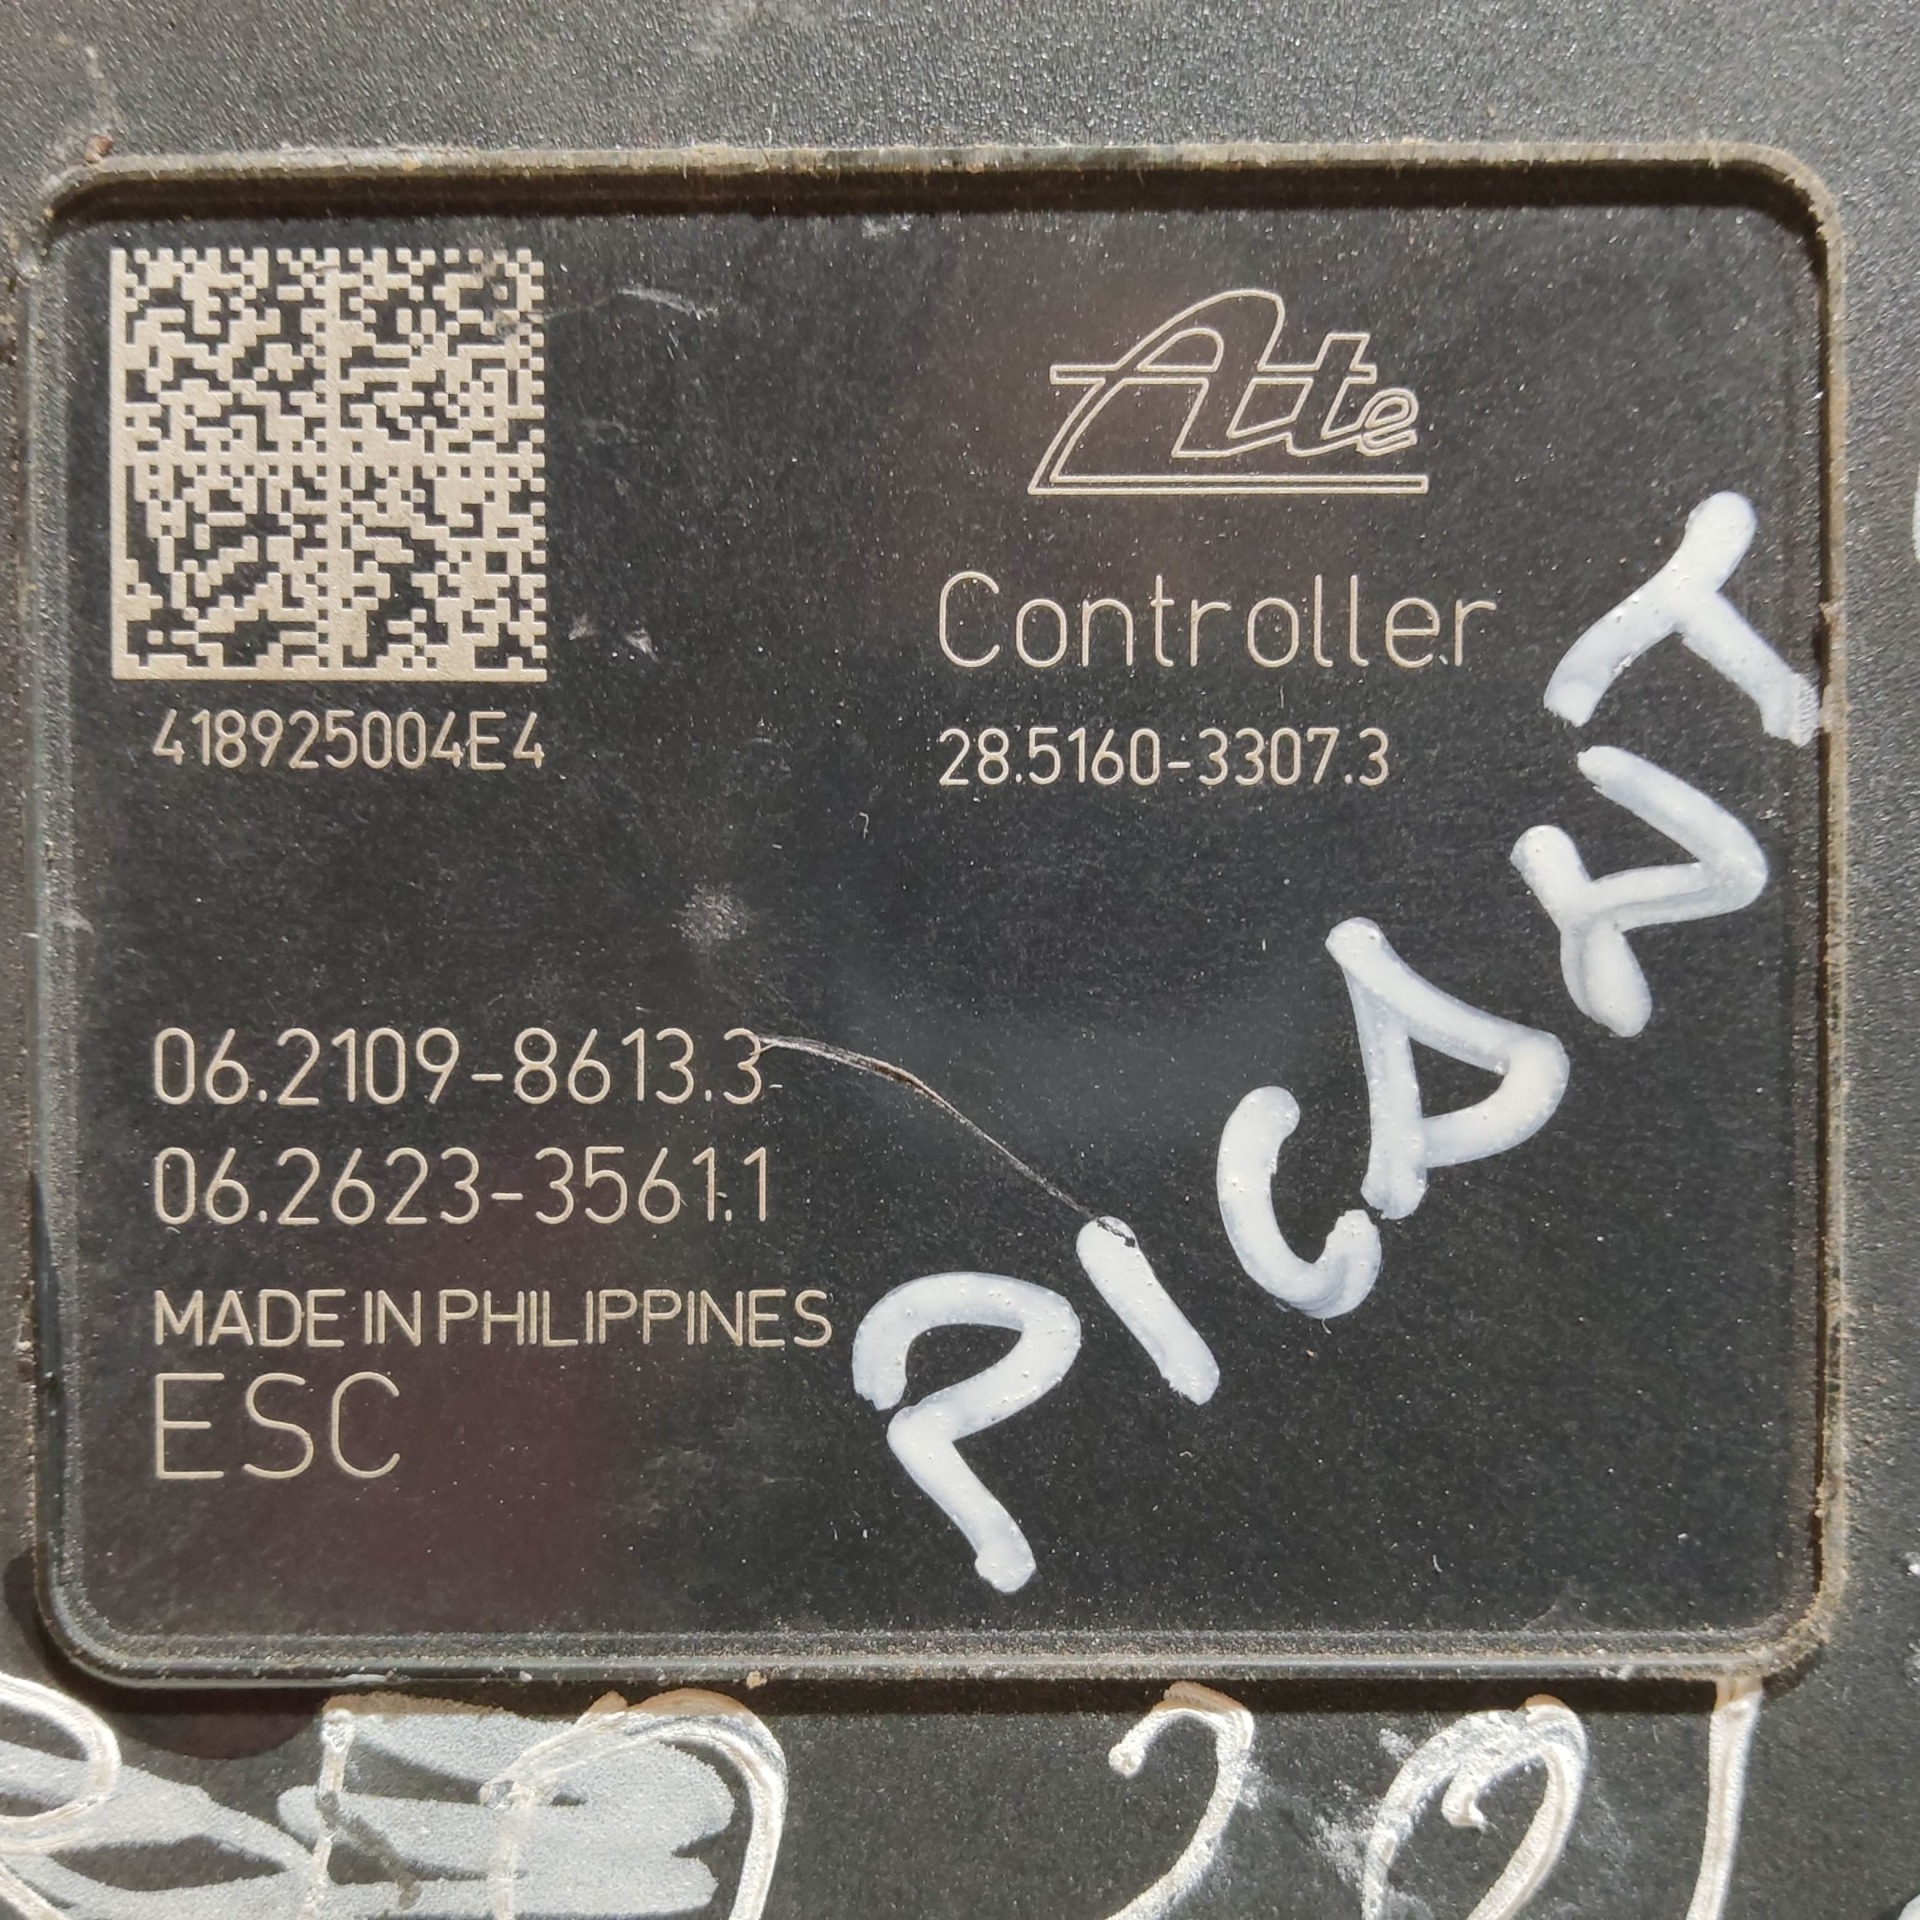 Ate
Controller
418925004E4
28.5160-3307.3
06.2109-8613.3
06.2623-3561.1
MADE IN PHILIPPINES
ESC
PICANT